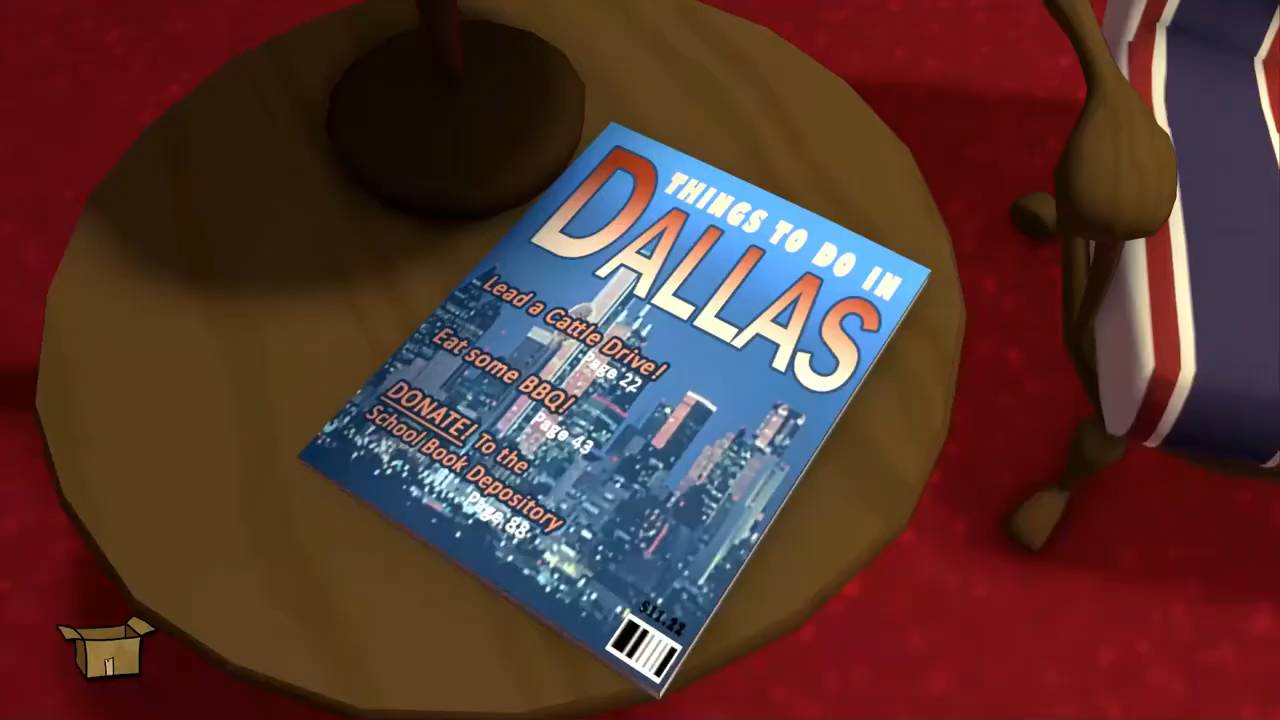 THINGS TO DO IN
DALLAS
Lead a Cattle Drive!
Page 22
Eat some BBQ!
Page 43
DONATE! To the
School Book Depository
Page 88
$11.22